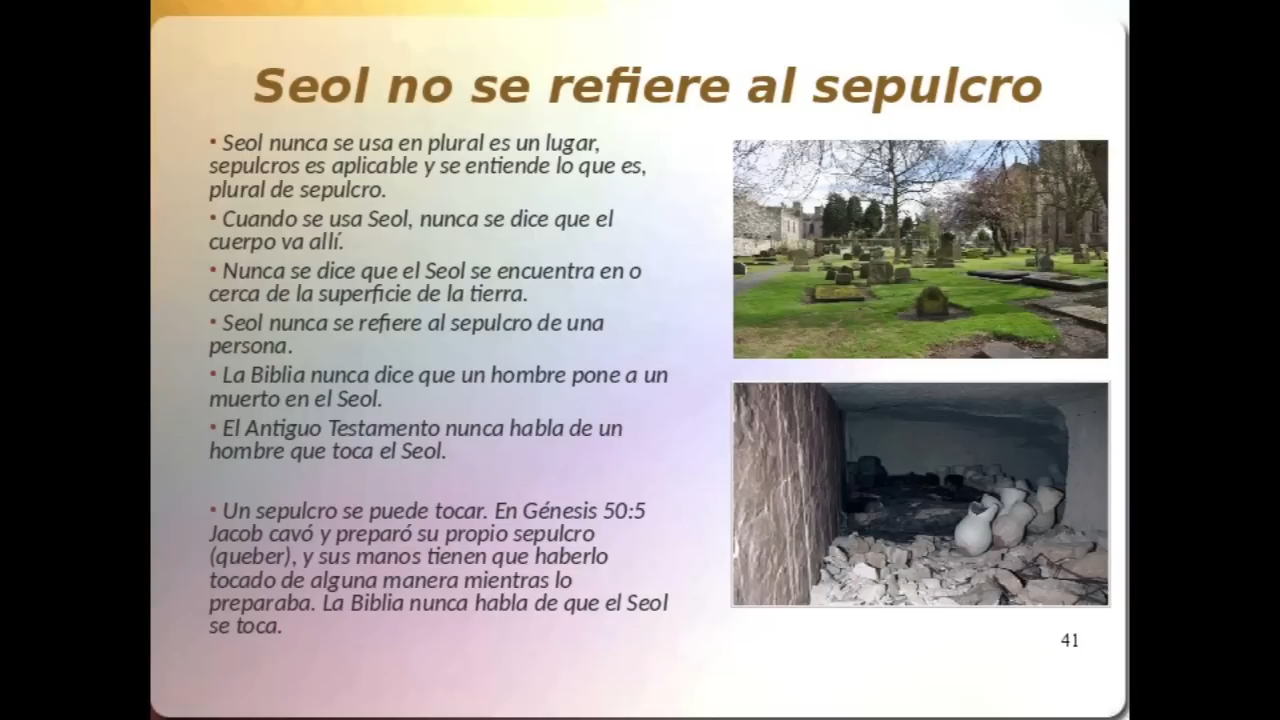 Seol no se refiere al sepulcro
• Seol nunca se usa en plural es un lugar,
sepulcros es aplicable y se entiende lo que es,
plural de sepulcro.
• Cuando se usa Seol, nunca se dice que el
cuerpo va allí.
• Nunca se dice que el Seol se encuentra en o
cerca de la superficie de la tierra.
• Seol nunca se refiere al sepulcro de una
persona.
• La Biblia nunca dice que un hombre pone a un
muerto en el Seol.
• El Antiguo Testamento nunca habla de un
hombre que toca el Seol.
• Un sepulcro se puede tocar. En Génesis 50:5
Jacob cavó y preparó su propio sepulcro
(queber), y sus manos tienen que haberlo
tocado de alguna manera mientras lo
preparaba. La Biblia nunca habla de que el Seol
se toca.
41